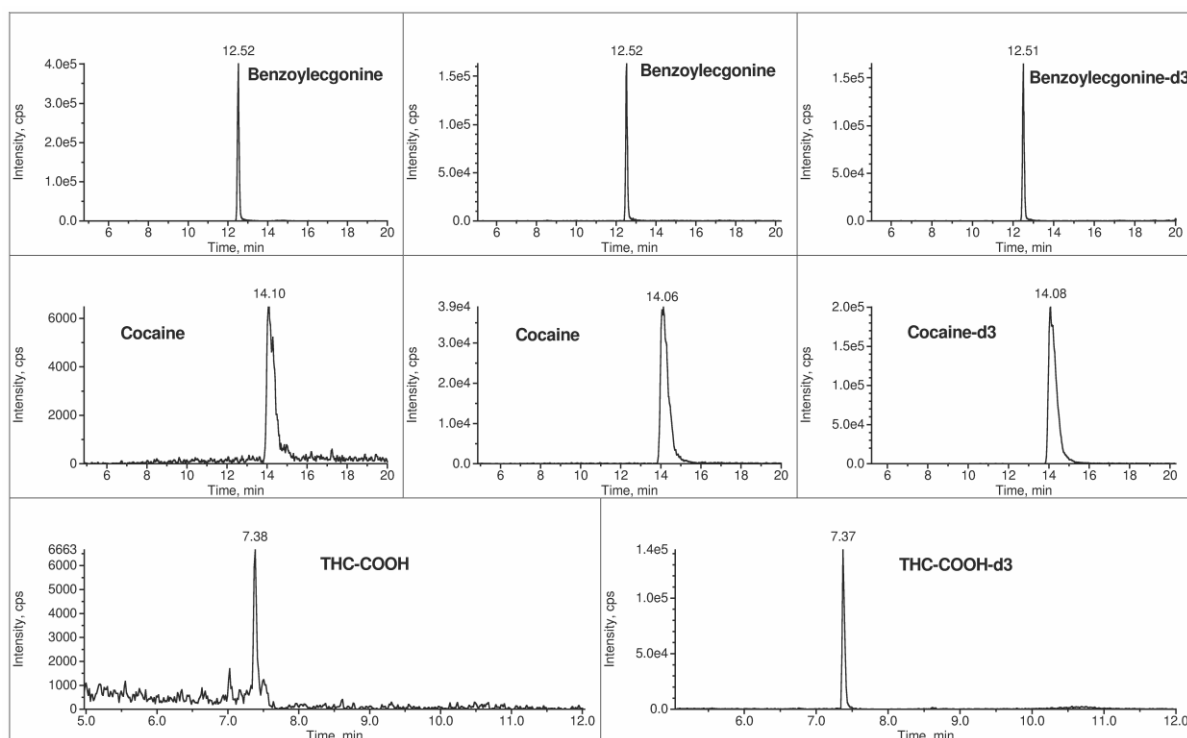 12.52
Benzoylecgonine
Intensity, cps
4.0e5
3.0e5
2.0e5
1.0e5
0.0
6 8 10 12 14 16 18 20
Time, min
12.52
Benzoylecgonine
Intensity, cps
1.5e5
1.0e5
5.0e4
0.0
6 8 10 12 14 16 18 20
Time, min
12.51
Benzoylecgonine-d3
Intensity, cps
1.5e5
1.0e5
5.0e4
0.0
6 8 10 12 14 16 18 20
Time, min
14.10
Cocaine
Intensity, cps
6000
4000
2000
0
6 8 10 12 14 16 18 20
Time, min
14.06
Cocaine
Intensity, cps
3.9e4
3.0e4
2.0e4
1.0e4
0.0
6 8 10 12 14 16 18 20
Time, min
14.08
Cocaine-d3
Intensity, cps
2.0e5
1.5e5
1.0e5
5.0e4
0.0
6 8 10 12 14 16 18 20
Time, min
7.38
THC-COOH
Intensity, cps
6663
6000
5000
4000
3000
2000
1000
0
5.0 6.0 7.0 8.0 9.0 10.0 11.0 12.0
Time, min
7.37
THC-COOH-d3
Intensity, cps
1.4e5
1.0e5
5.0e4
0.0
6.0 7.0 8.0 9.0 10.0 11.0 12.0
Time, min